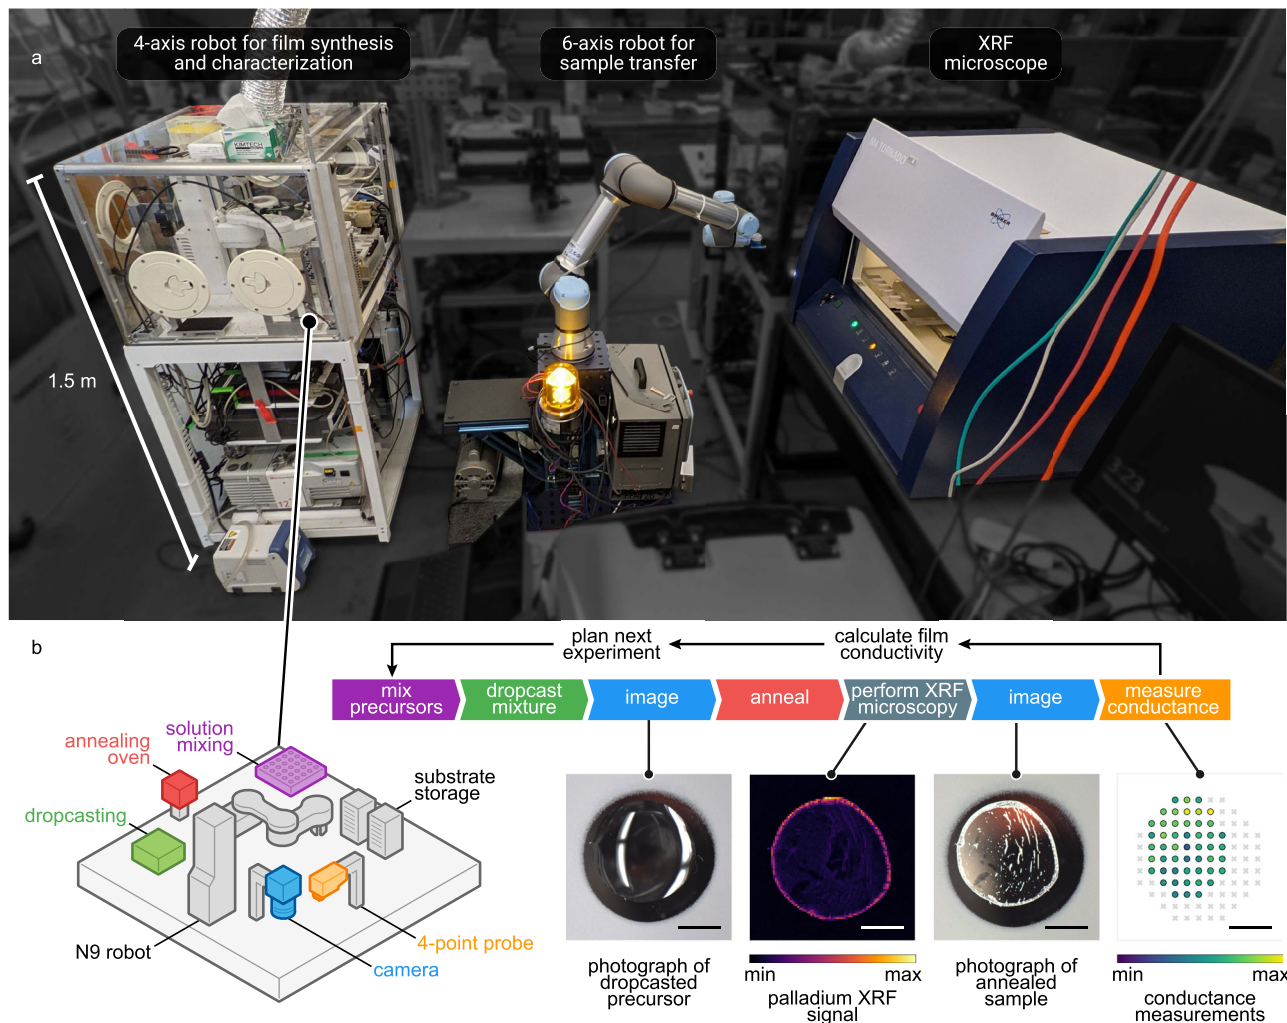 a
4-axis robot for film synthesis
and characterization
6-axis robot for
sample transfer
XRF
microscope
KIMTECH
M4 TORNADO
BRUKER
1.5 m
b
plan next
experiment
calculate film
conductivity
mix
precursors
dropcast
mixture
image
anneal
perform XRF
microscopy
image
measure
conductance
solution
mixing
annealing
oven
substrate
storage
dropcasting
N9 robot
4-point probe
camera
photograph of
dropcasted
precursor
min
max
palladium XRF
signal
photograph of
annealed
sample
min
max
conductance
measurements